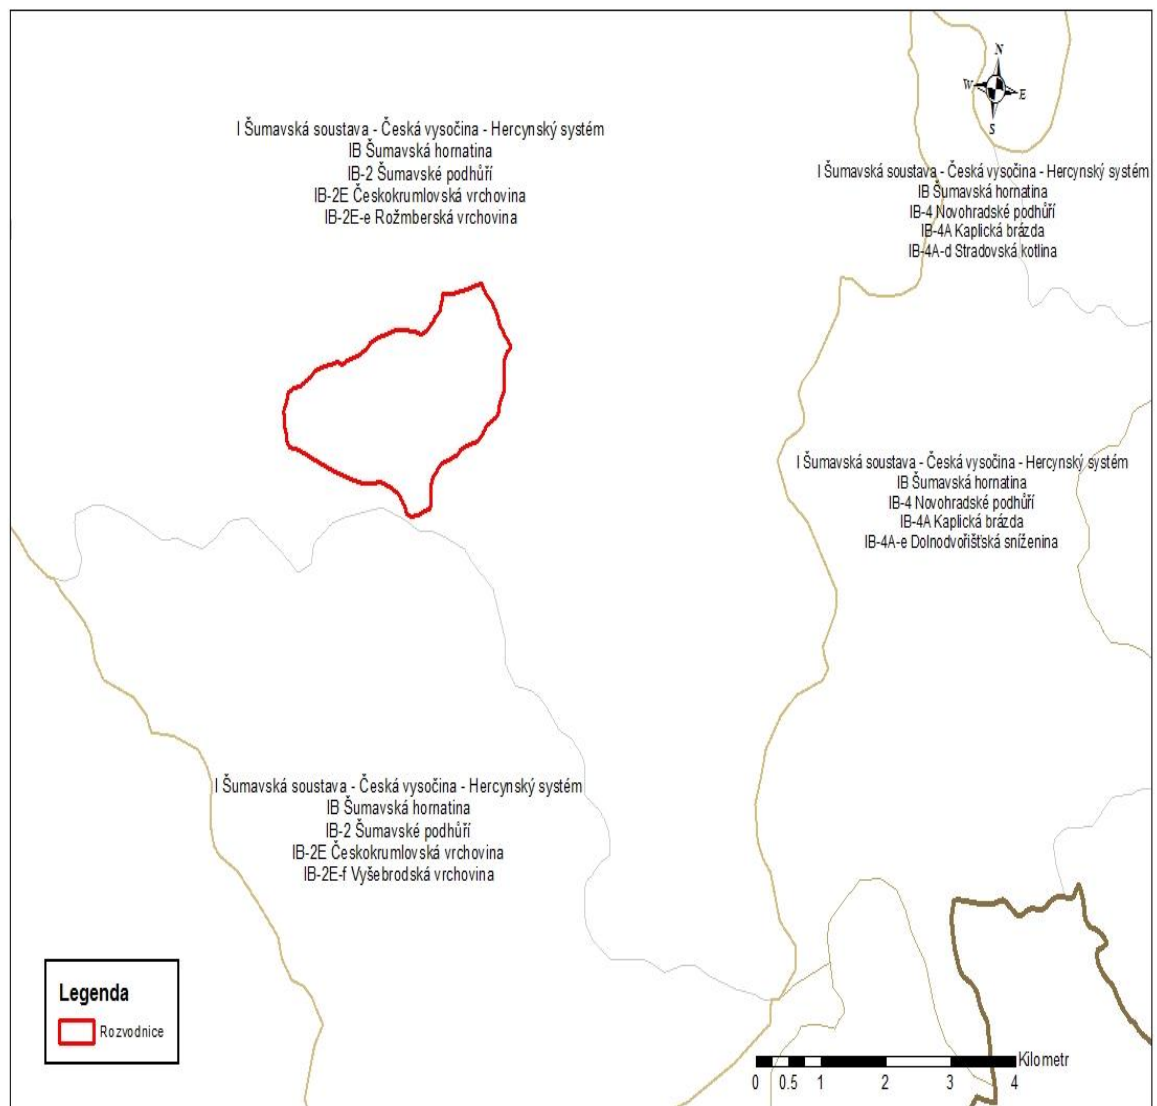 N
W
E
S
I Šumavská soustava - Česká vysočina - Hercynský systém
IB Šumavská hornatina
IB-2 Šumavské podhůří
IB-2E Českokrumlovská vrchovina
IB-2E-e Rožmberská vrchovina
I Šumavská soustava - Česká vysočina - Hercynský systém
IB Šumavská hornatina
IB-4 Novohradské podhůří
IB-4A Kaplická brázda
IB-4A-d Stradovská kotlina
I Šumavská soustava - Česká vysočina - Hercynský systém
IB Šumavská hornatina
IB-4 Novohradské podhůří
IB-4A Kaplická brázda
IB-4A-e Dolnodvořišťská sníženina
I Šumavská soustava - Česká vysočina - Hercynský systém
IB Šumavská hornatina
IB-2 Šumavské podhůří
IB-2E Českokrumlovská vrchovina
IB-2E-f Vyšebrodská vrchovina
Legenda
Rozvodnice
Kilometr
0 0.5 1 2 3 4